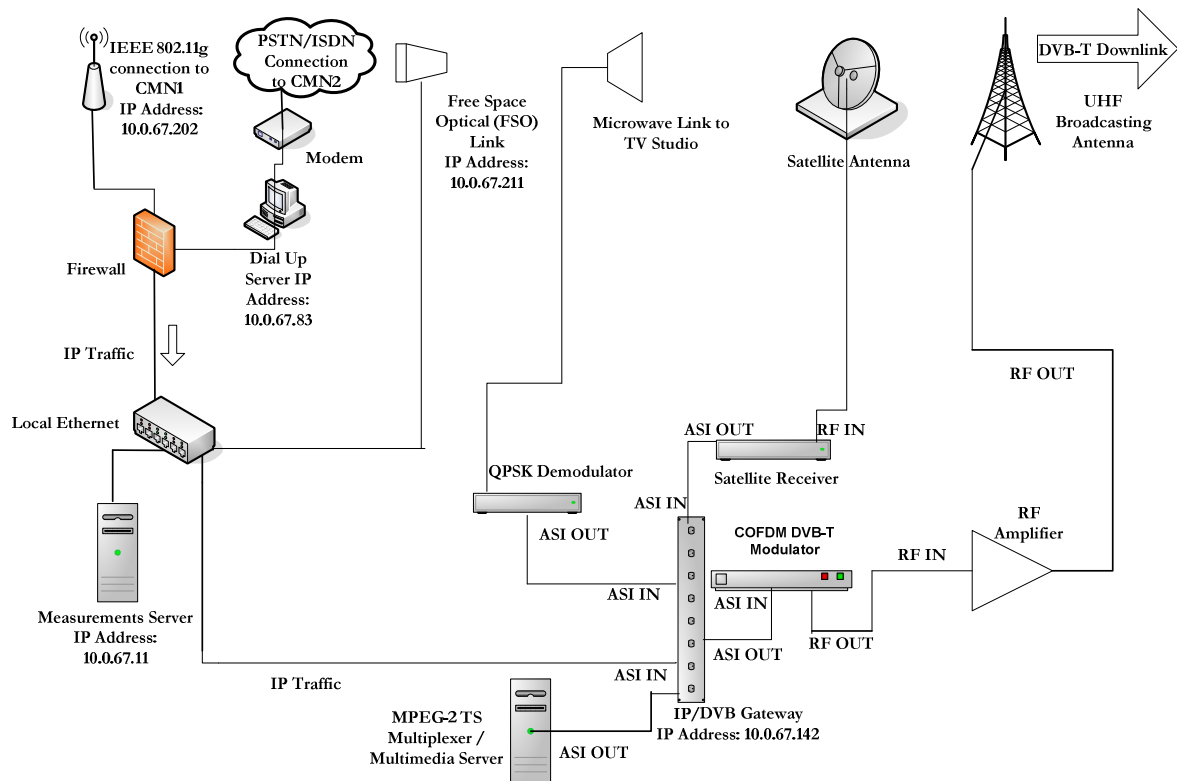 IEEE 802.11g
connection to
CMN1
IP Address:
10.0.67.202
PSTN/ISDN
Connection
to CMN2
Modem
Free Space
Optical (FSO)
Link
IP Address:
10.0.67.211
Microwave Link to
TV Studio
Satellite Antenna
DVB-T Downlink
UHF
Broadcasting
Antenna
Firewall
Dial Up
Server IP
Address:
10.0.67.83
IP Traffic
Local Ethernet
RF OUT
ASI OUT
RF IN
Satellite Receiver
QPSK Demodulator
ASI IN
ASI OUT
COFDM DVB-T
Modulator
RF
Amplifier
RF IN
ASI IN
ASI IN
Measurements Server
IP Address:
10.0.67.11
RF OUT
ASI OUT
ASI IN
IP Traffic
IP/DVB Gateway
IP Address: 10.0.67.142
MPEG-2 TS
Multiplexer /
Multimedia Server
ASI OUT